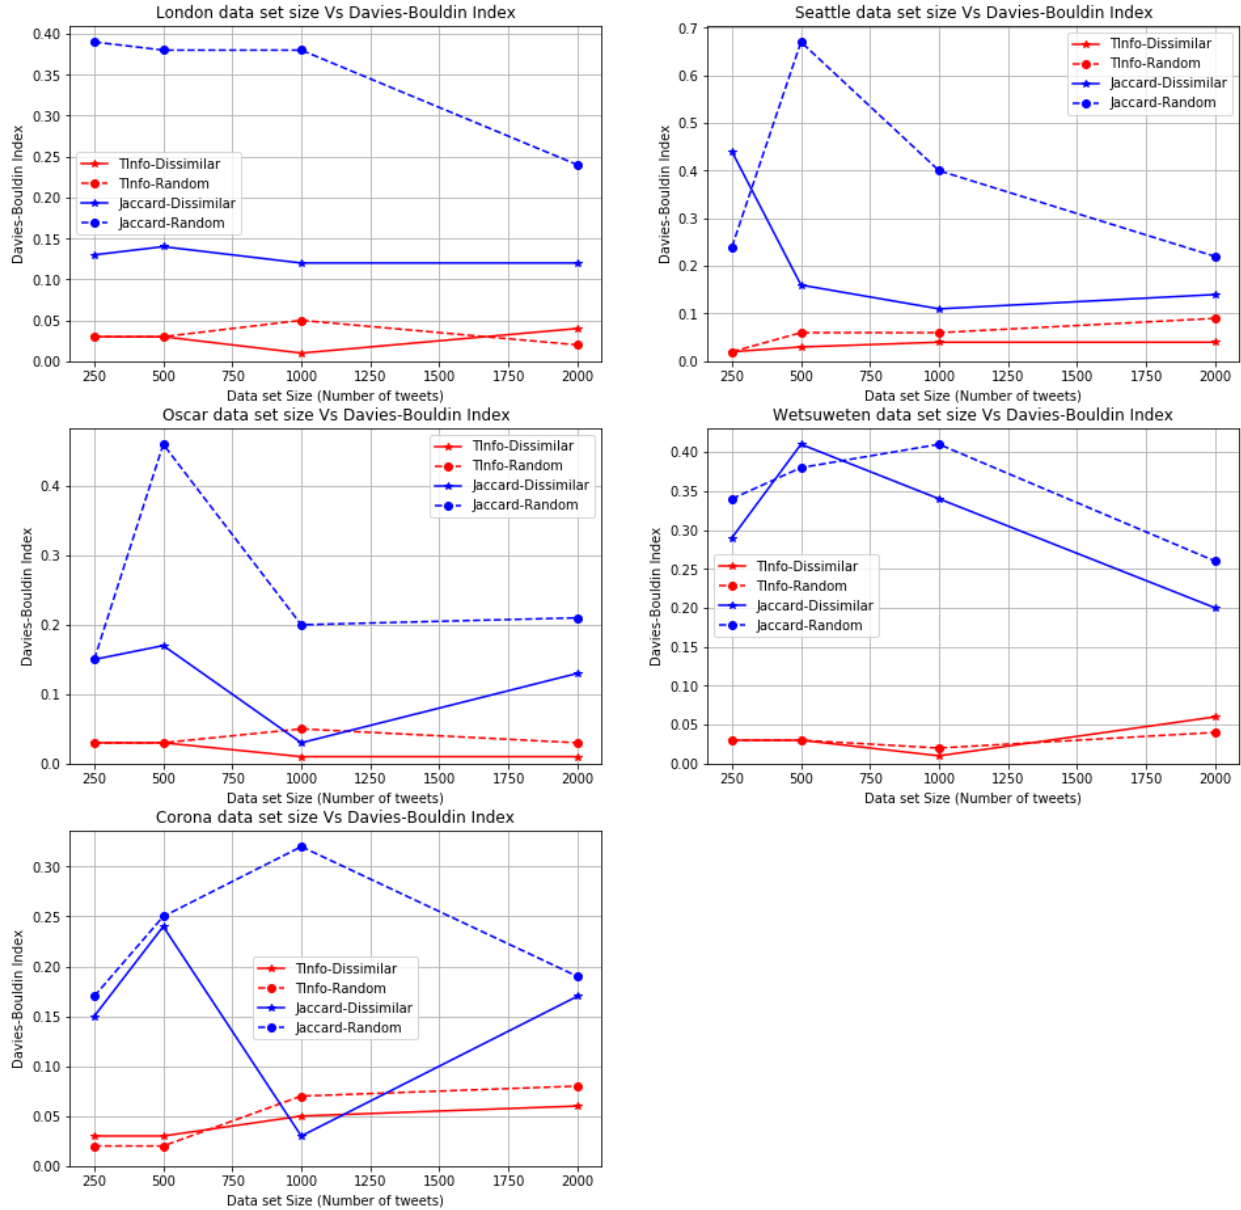 London data set size Vs Davies-Bouldin Index
Davies-Bouldin Index
0.40
0.35
0.30
0.25
0.20
0.15
0.10
0.05
0.00
TInfo-Dissimilar
TInfo-Random
Jaccard-Dissimilar
Jaccard-Random
250 500 750 1000 1250 1500 1750 2000
Data set Size (Number of tweets)
Seattle data set size Vs Davies-Bouldin Index
Davies-Bouldin Index
0.7
0.6
0.5
0.4
0.3
0.2
0.1
0.0
TInfo-Dissimilar
TInfo-Random
Jaccard-Dissimilar
Jaccard-Random
250 500 750 1000 1250 1500 1750 2000
Data set Size (Number of tweets)
Oscar data set size Vs Davies-Bouldin Index
Davies-Bouldin Index
0.4
0.3
0.2
0.1
0.0
TInfo-Dissimilar
TInfo-Random
Jaccard-Dissimilar
Jaccard-Random
250 500 750 1000 1250 1500 1750 2000
Data set Size (Number of tweets)
Wetsuweten data set size Vs Davies-Bouldin Index
Davies-Bouldin Index
0.40
0.35
0.30
0.25
0.20
0.15
0.10
0.05
0.00
TInfo-Dissimilar
TInfo-Random
Jaccard-Dissimilar
Jaccard-Random
250 500 750 1000 1250 1500 1750 2000
Data set Size (Number of tweets)
Corona data set size Vs Davies-Bouldin Index
Davies-Bouldin Index
0.30
0.25
0.20
0.15
0.10
0.05
0.00
TInfo-Dissimilar
TInfo-Random
Jaccard-Dissimilar
Jaccard-Random
250 500 750 1000 1250 1500 1750 2000
Data set Size (Number of tweets)